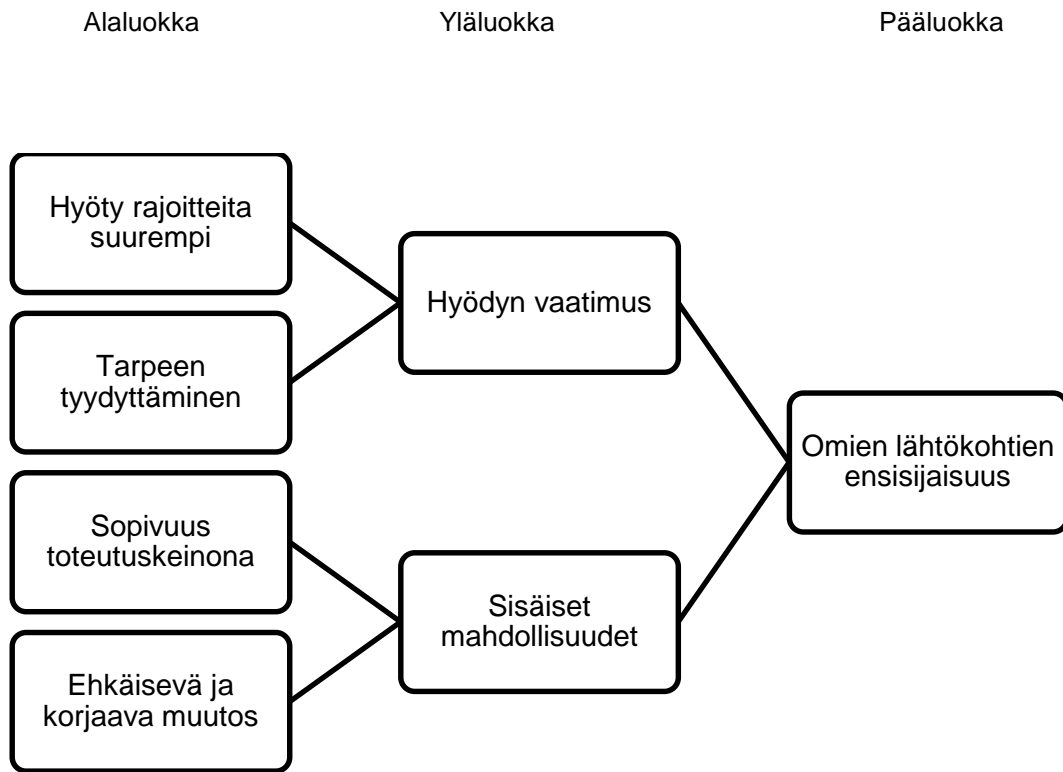 Alaluokka
Yläluokka
Pääluokka
Hyöty rajoitteita
suurempi
Tarpeen
tyydyttäminen
Sopivuus
toteutuskeinona
Ehkäisevä ja
korjaava muutos
Hyödyn vaatimus
Sisäiset
mahdollisuudet
Omien lähtökohtien
ensisijaisuus